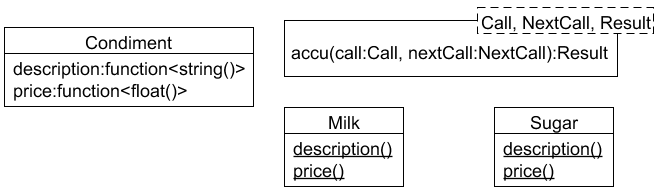 Call, NextCall, Result
Condiment
description:function<string()>
price:function<float()>
accu(call:Call, nextCall:NextCall):Result
Milk
description()
price()
Sugar
description()
price()